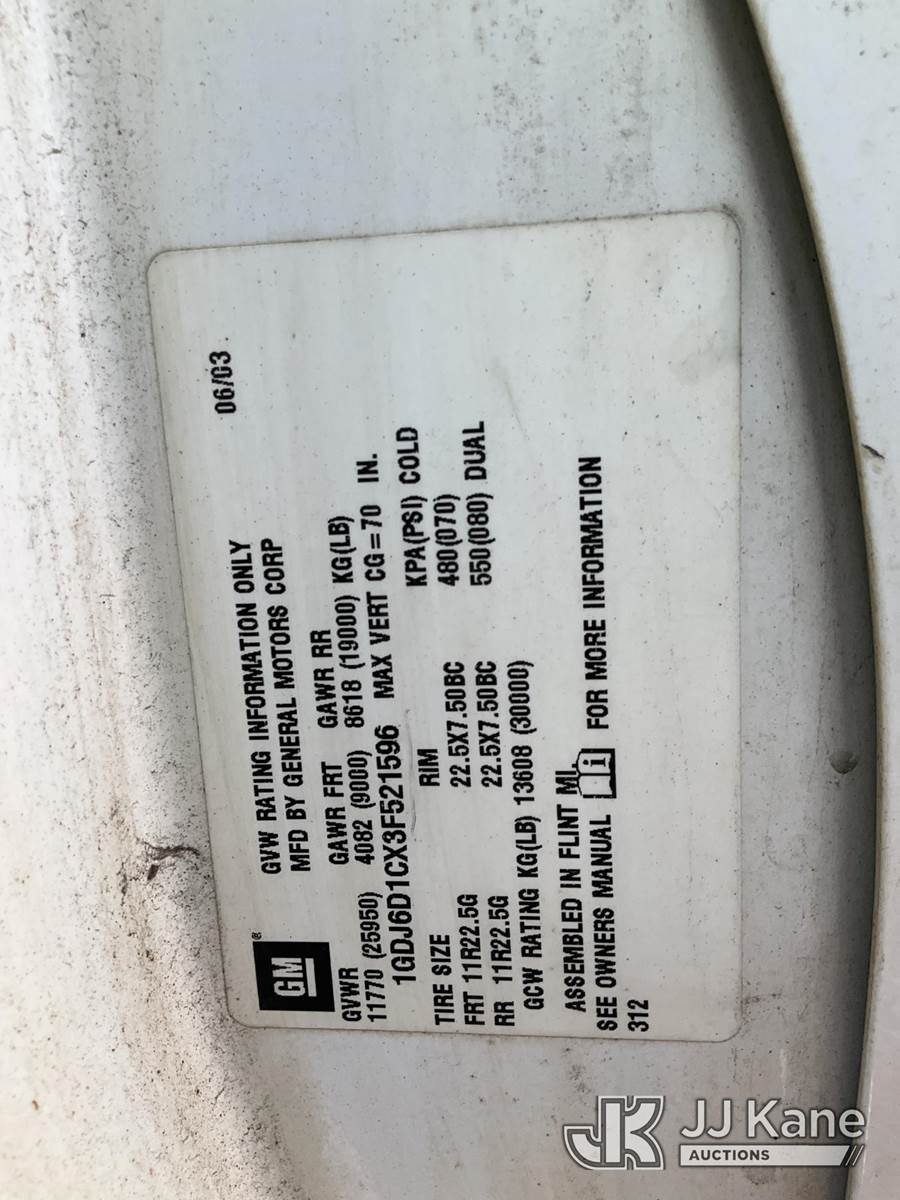 GM®
GVW RATING INFORMATION ONLY 06/03
MFD BY GENERAL MOTORS CORP
GVWR GAWR FRT GAWR RR
11770 (25950) 4082 (9000) 8618 (19000) KG(LB)
1GDJ6D1CX3F521596 MAX VERT CG=70 IN.
TIRE SIZE RIM KPA(PSI) COLD
FRT 11R22.5G 22.5X7.50BC 480(070)
RR 11R22.5G 22.5X7.50BC 550(080) DUAL
GCW RATING KG(LB) 13608 (30000)
ASSEMBLED IN FLINT MI.
SEE OWNERS MANUAL i FOR MORE INFORMATION
312
JK JJ Kane
AUCTIONS